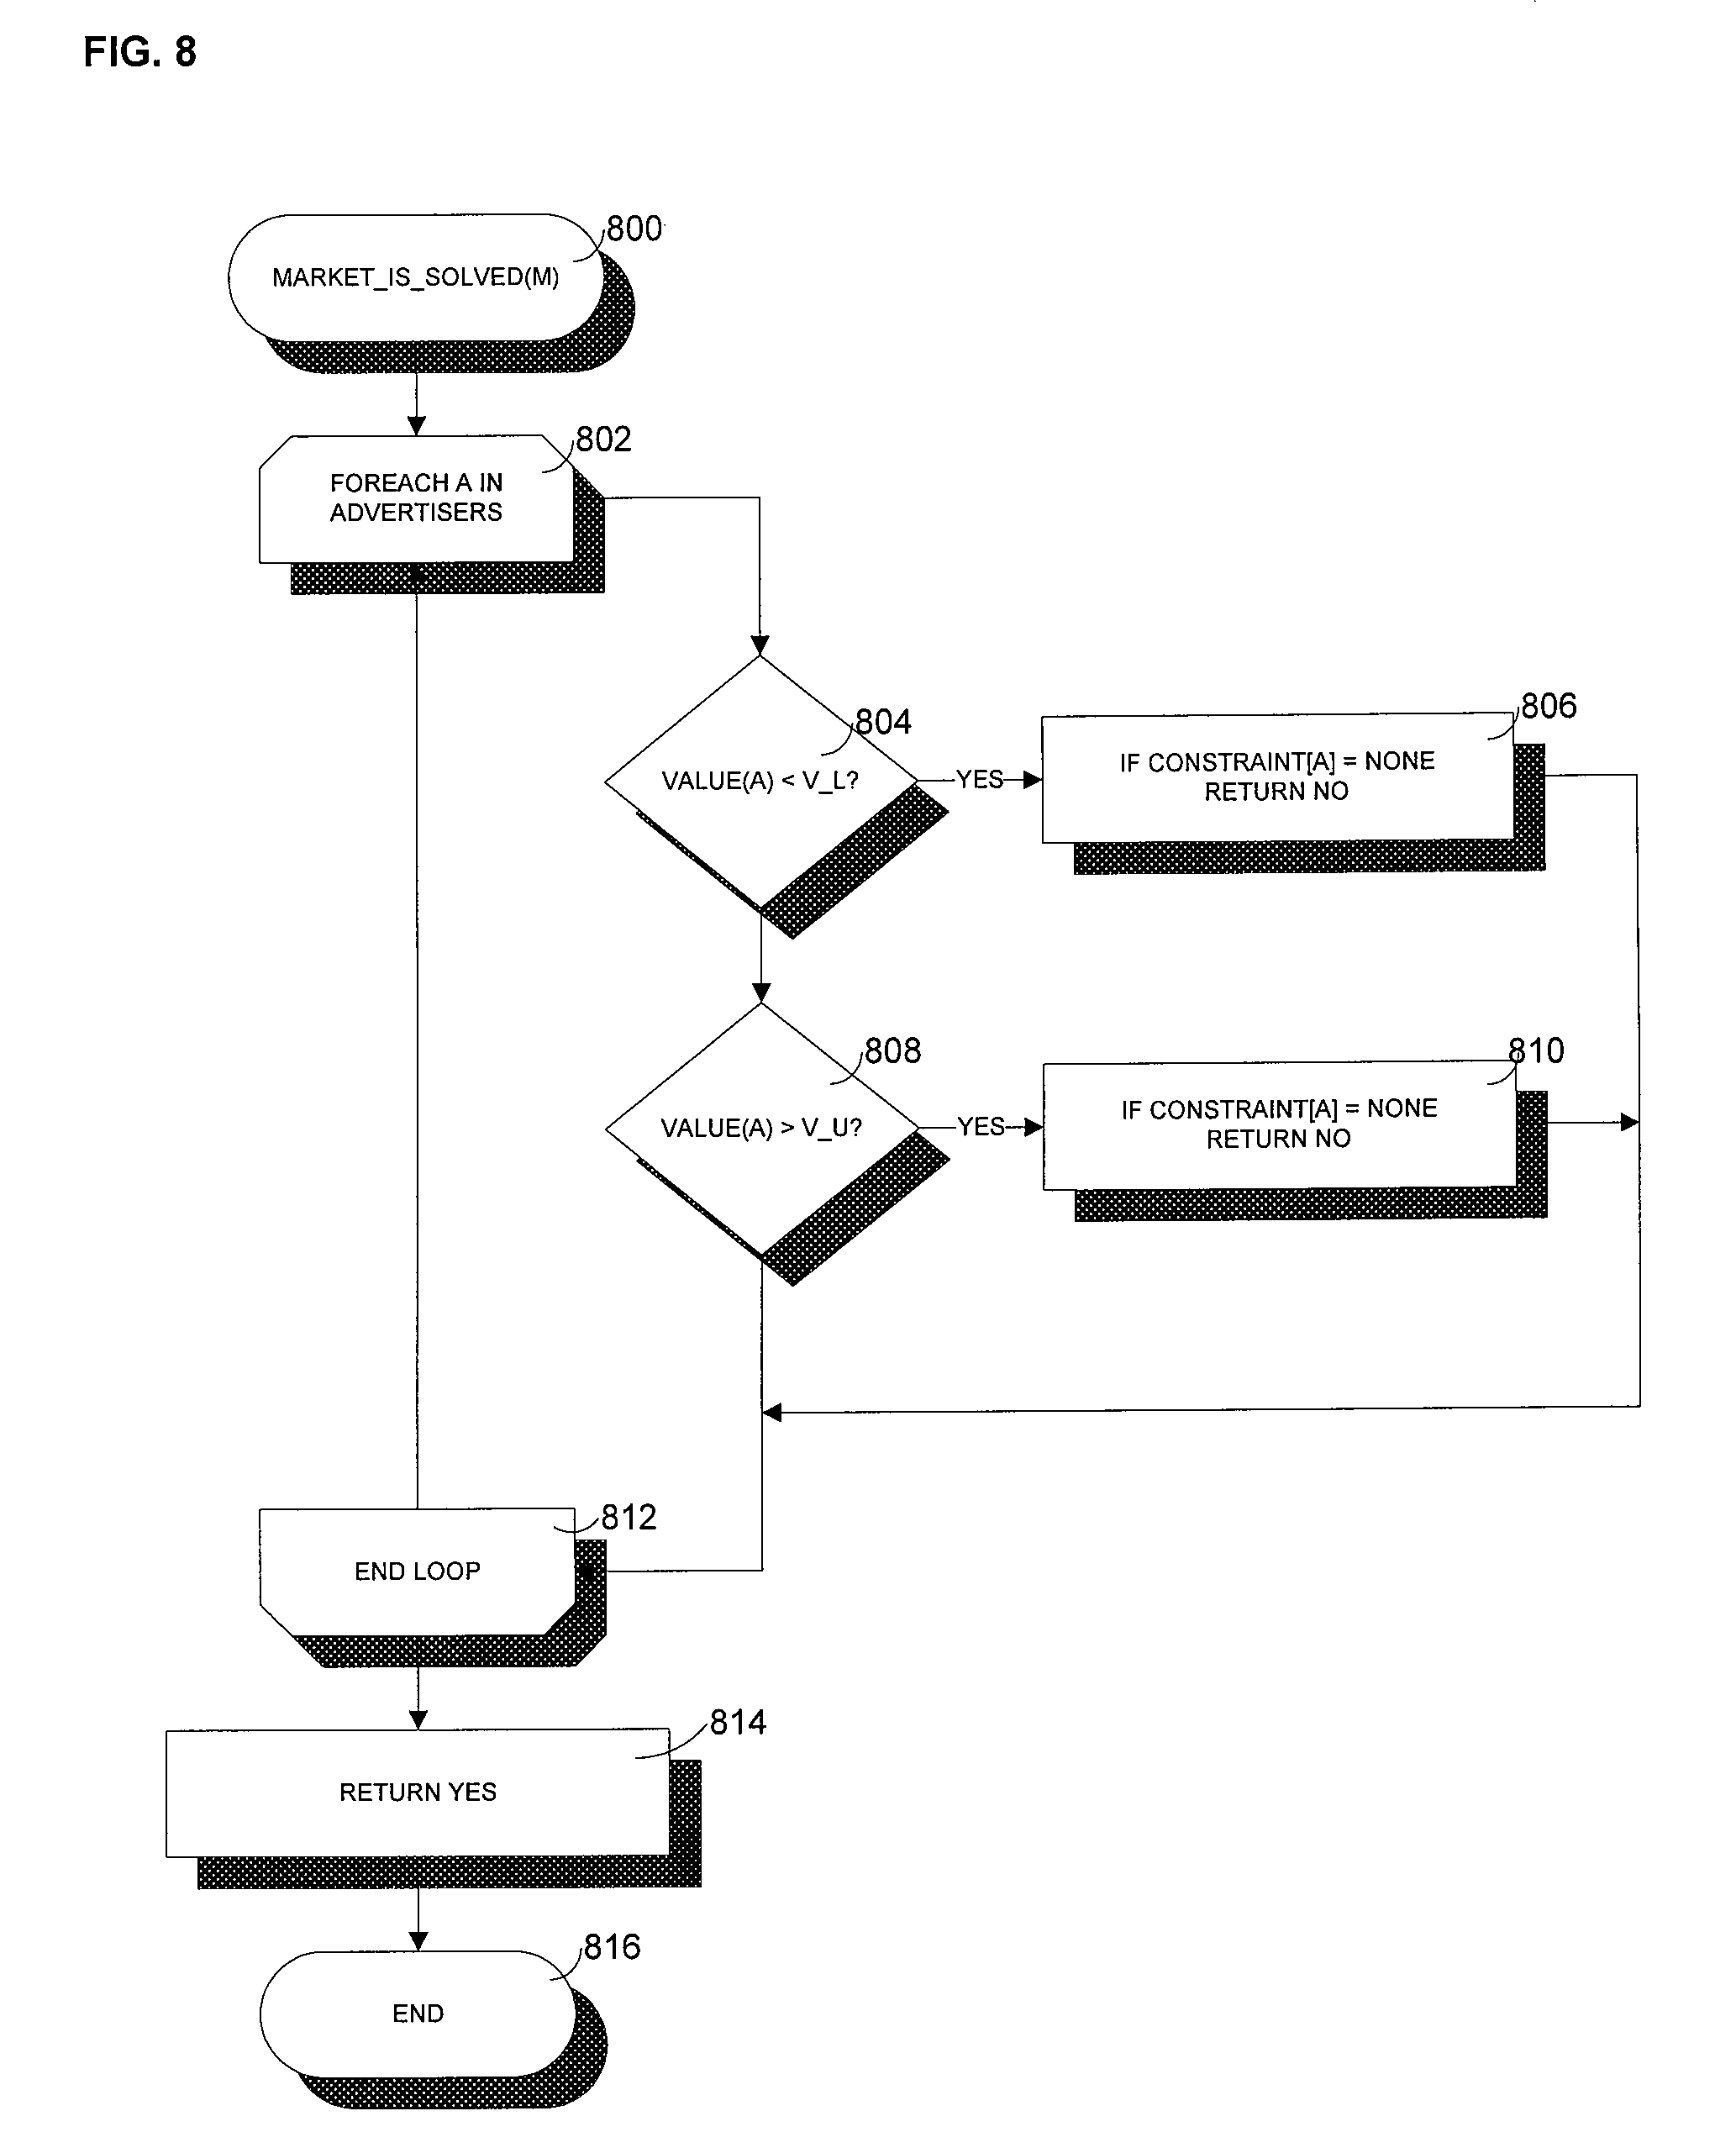 FIG. 8
800
MARKET_IS_SOLVED(M)
802
FOREACH A IN
ADVERTISERS
804
VALUE(A) < V_L?
YES
806
IF CONSTRAINT[A] = NONE
RETURN NO
808
VALUE(A) > V_U?
YES
810
IF CONSTRAINT[A] = NONE
RETURN NO
812
END LOOP
814
RETURN YES
816
END